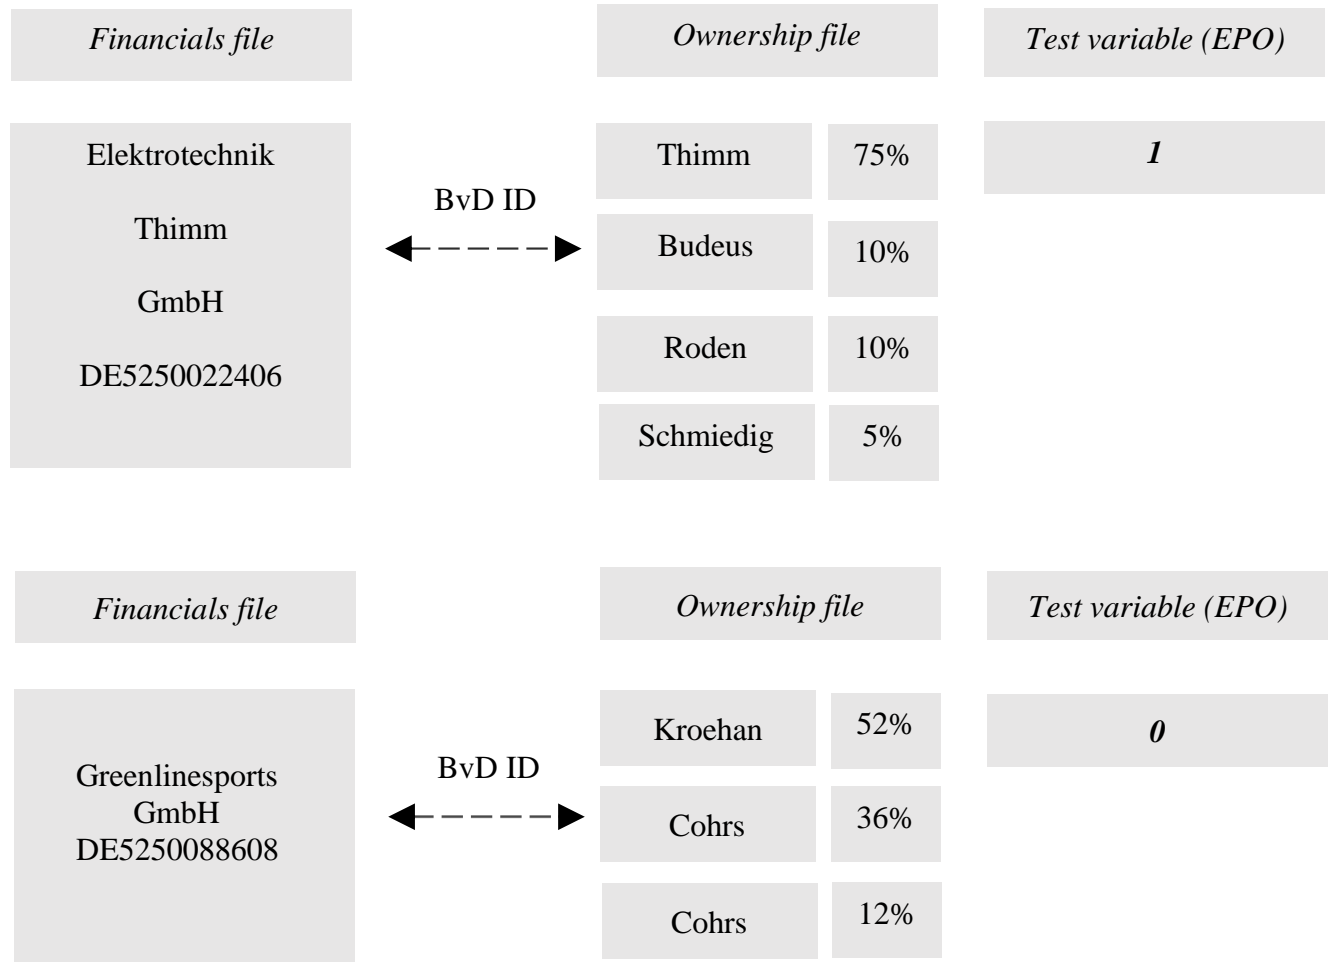 Financials file
Ownership file
Test variable (EPO)
Elektrotechnik
Thimm
GmbH
DE5250022406
BvD ID
Thimm 75%
Budeus 10%
Roden 10%
Schmiedig 5%
1
Financials file
Ownership file
Test variable (EPO)
Greenlinesports
GmbH
DE5250088608
BvD ID
Kroehan 52%
Cohrs 36%
Cohrs 12%
0